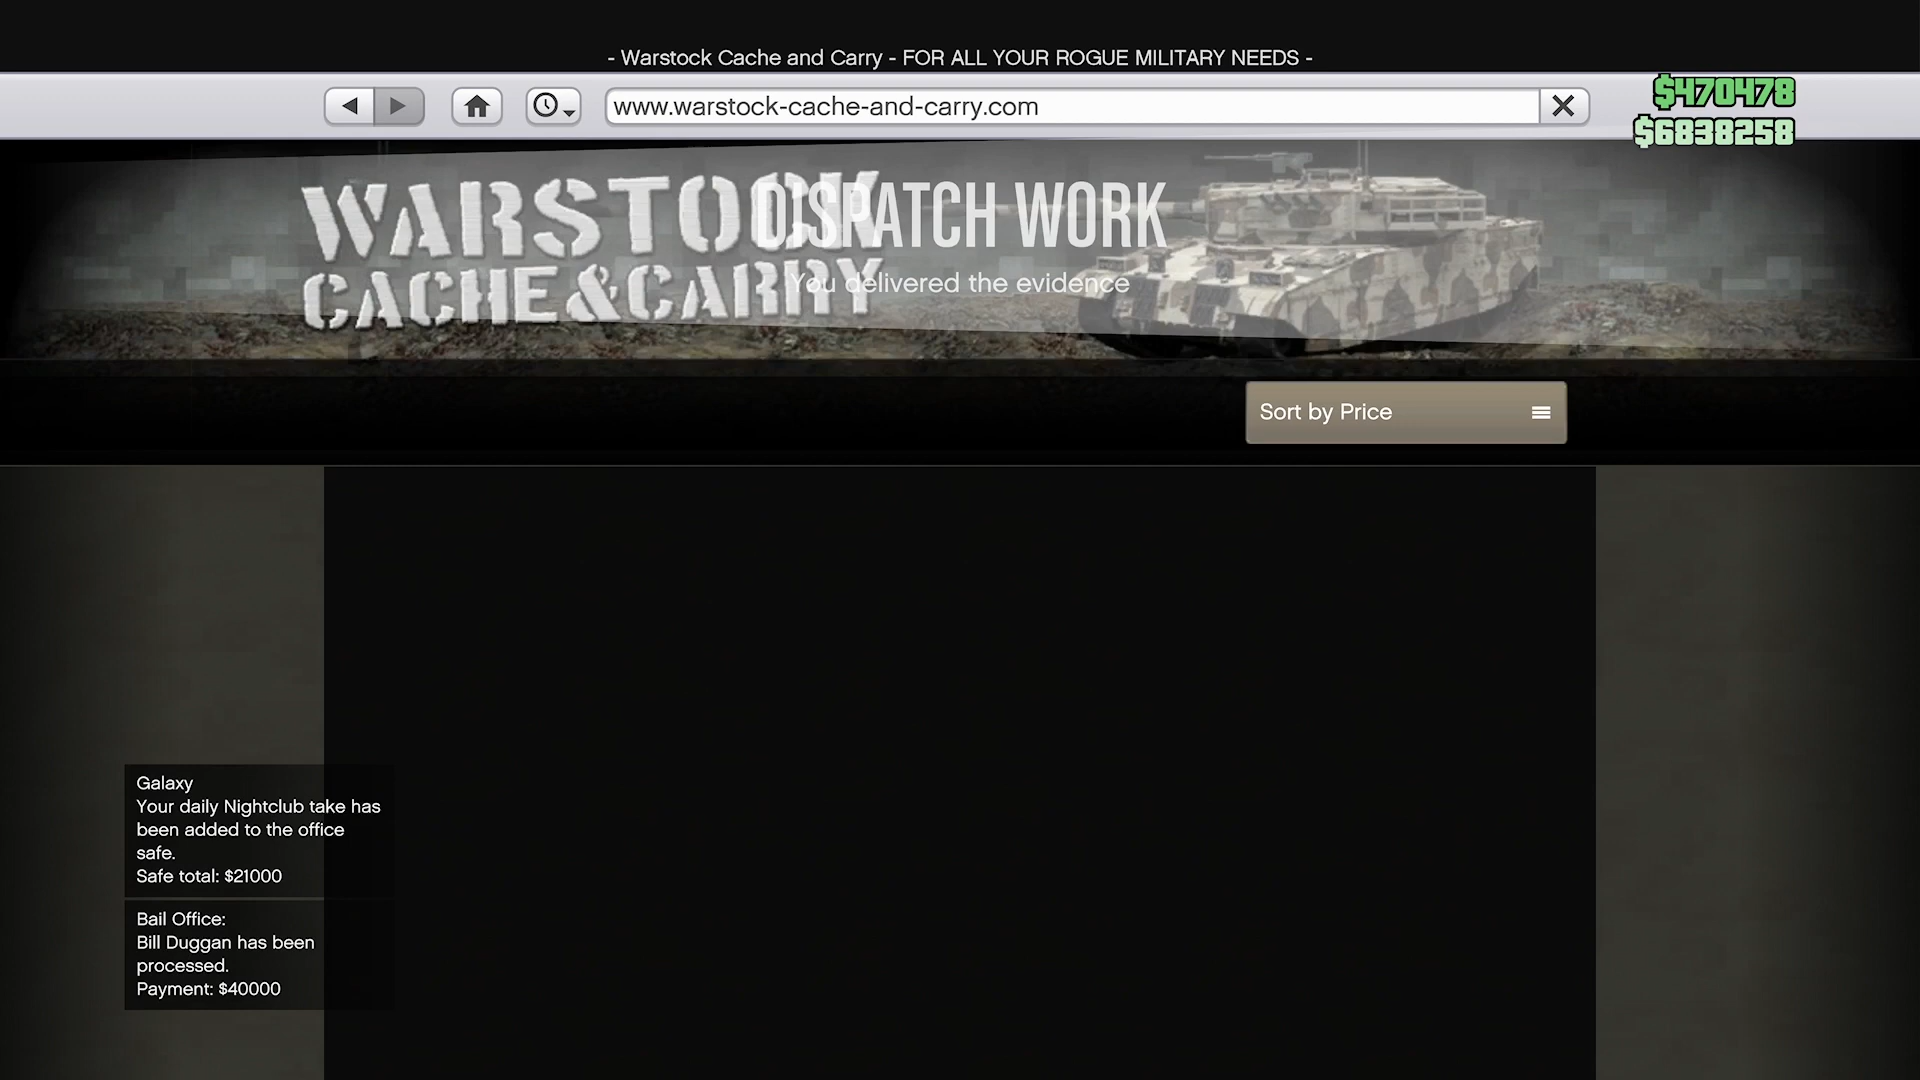 - Warstock Cache and Carry - FOR ALL YOUR ROGUE MILITARY NEEDS -
www.warstock-cache-and-carry.com
$470478
$6838258
WARSTOCK
CACHE&CARRY
DISPATCH WORK
You delivered the evidence
Sort by Price
Galaxy
Your daily Nightclub take has
been added to the office
safe.
Safe total: $21000
Bail Office:
Bill Duggan has been
processed.
Payment: $40000